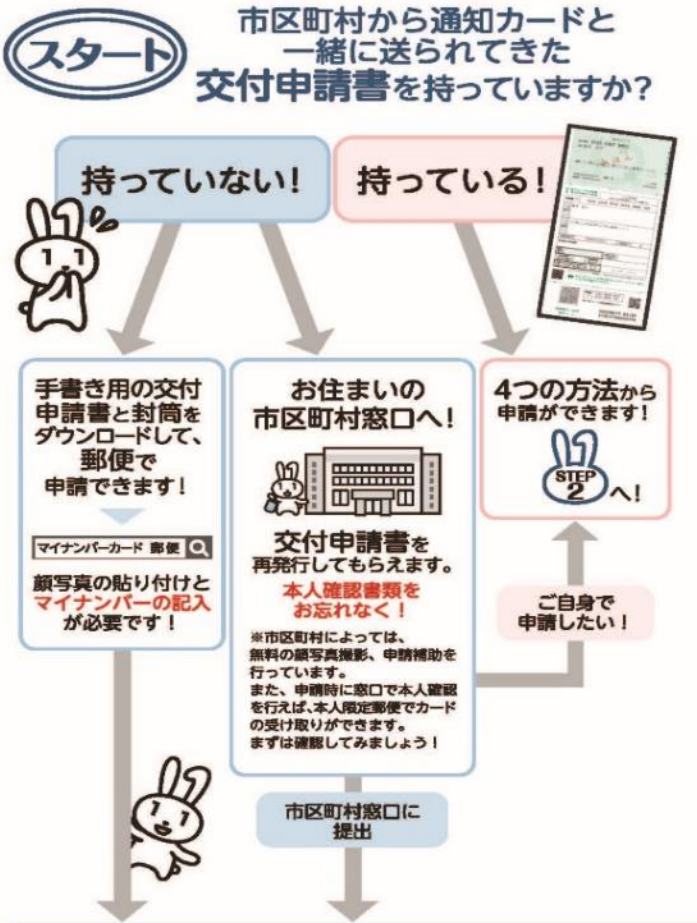 スタート
市区町村から通知カードと
一緒に送られてきた
交付申請書を持っていますか?
持っていない!
持っている!
手書き用の交付
申請書と封筒を
ダウンロードして、
郵便で
申請できます!
マイナンバーカード 郵便
顔写真の貼り付けと
マイナンバーの記入
が必要です!
お住まいの
市区町村窓口へ!
交付申請書を
再発行してもらえます。
本人確認書類を
お忘れなく!
※市区町村によっては、
無料の顔写真撮影、申請補助を
行っています。
また、申請時に窓口で本人確認
を行えば、本人限定郵便でカード
の受け取りができます。
まずは確認してみましょう!
4つの方法から
申請ができます!
STEP
2 へ!
ご自身で
申請したい!
市区町村窓口に
提出